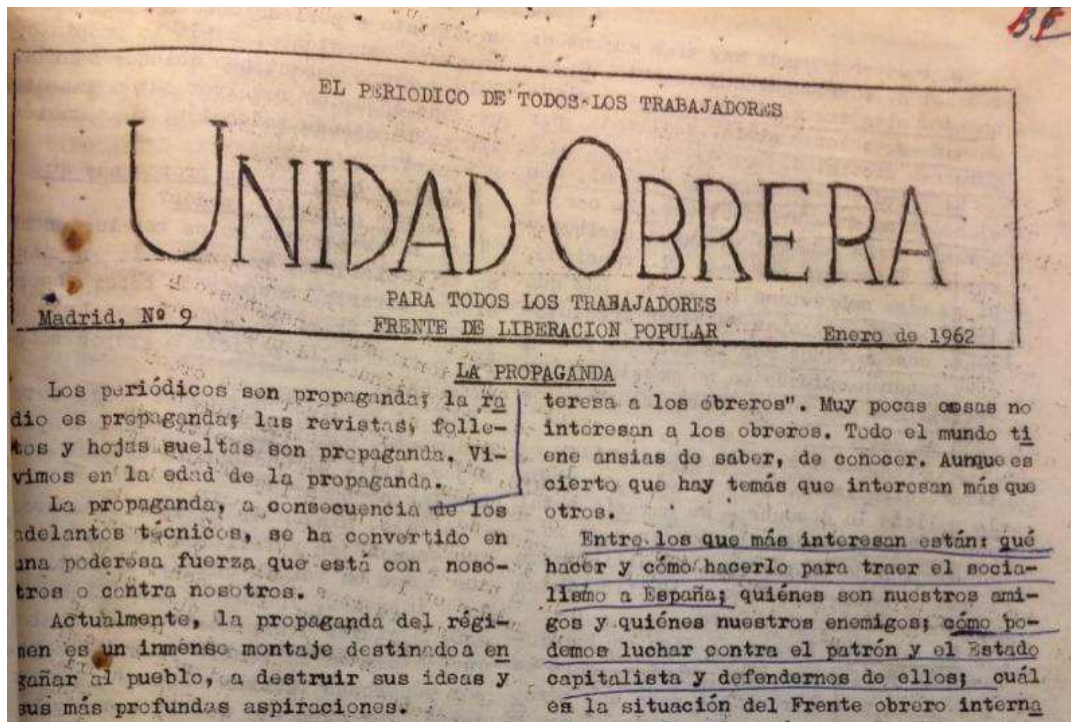 EL PERIODICO DE TODOS LOS TRABAJADORES
UNIDAD OBRERA
PARA TODOS LOS TRABAJADORES
Madrid, Nº 9
FRENTE DE LIBERACION POPULAR
Enero de 1962
LA PROPAGANDA
Los periódicos son propaganda; la ra
dio es propaganda; las revistas, folle-
tos y hojas sueltas son propaganda. Vi-
vimos en la edad de la propaganda.
La propaganda, a consecuencia de los
adelantos técnicos, se ha convertido en
una poderosa fuerza que está con noso-
tros o contra nosotros.
Actualmente, la propaganda del régi-
men es un inmenso montaje destinado a en
gañar al pueblo, a destruir sus ideas y
sus más profundas aspiraciones.
teresa a los obreros". Muy pocas cosas no
interesan a los obreros. Todo el mundo ti
ene ansias de saber, de conocer. Aunque es
cierto que hay temás que interesan más que
otros.
Entre los que más interesan están: qué
hacer y cómo hacerlo para traer el socia-
lismo a España; quiénes son nuestros ami-
gos y quiénes nuestros enemigos; cómo po-
demos luchar contra el patrón y el Estado
capitalista y defendernos de ellos; cuál
es la situación del Frente obrero interna